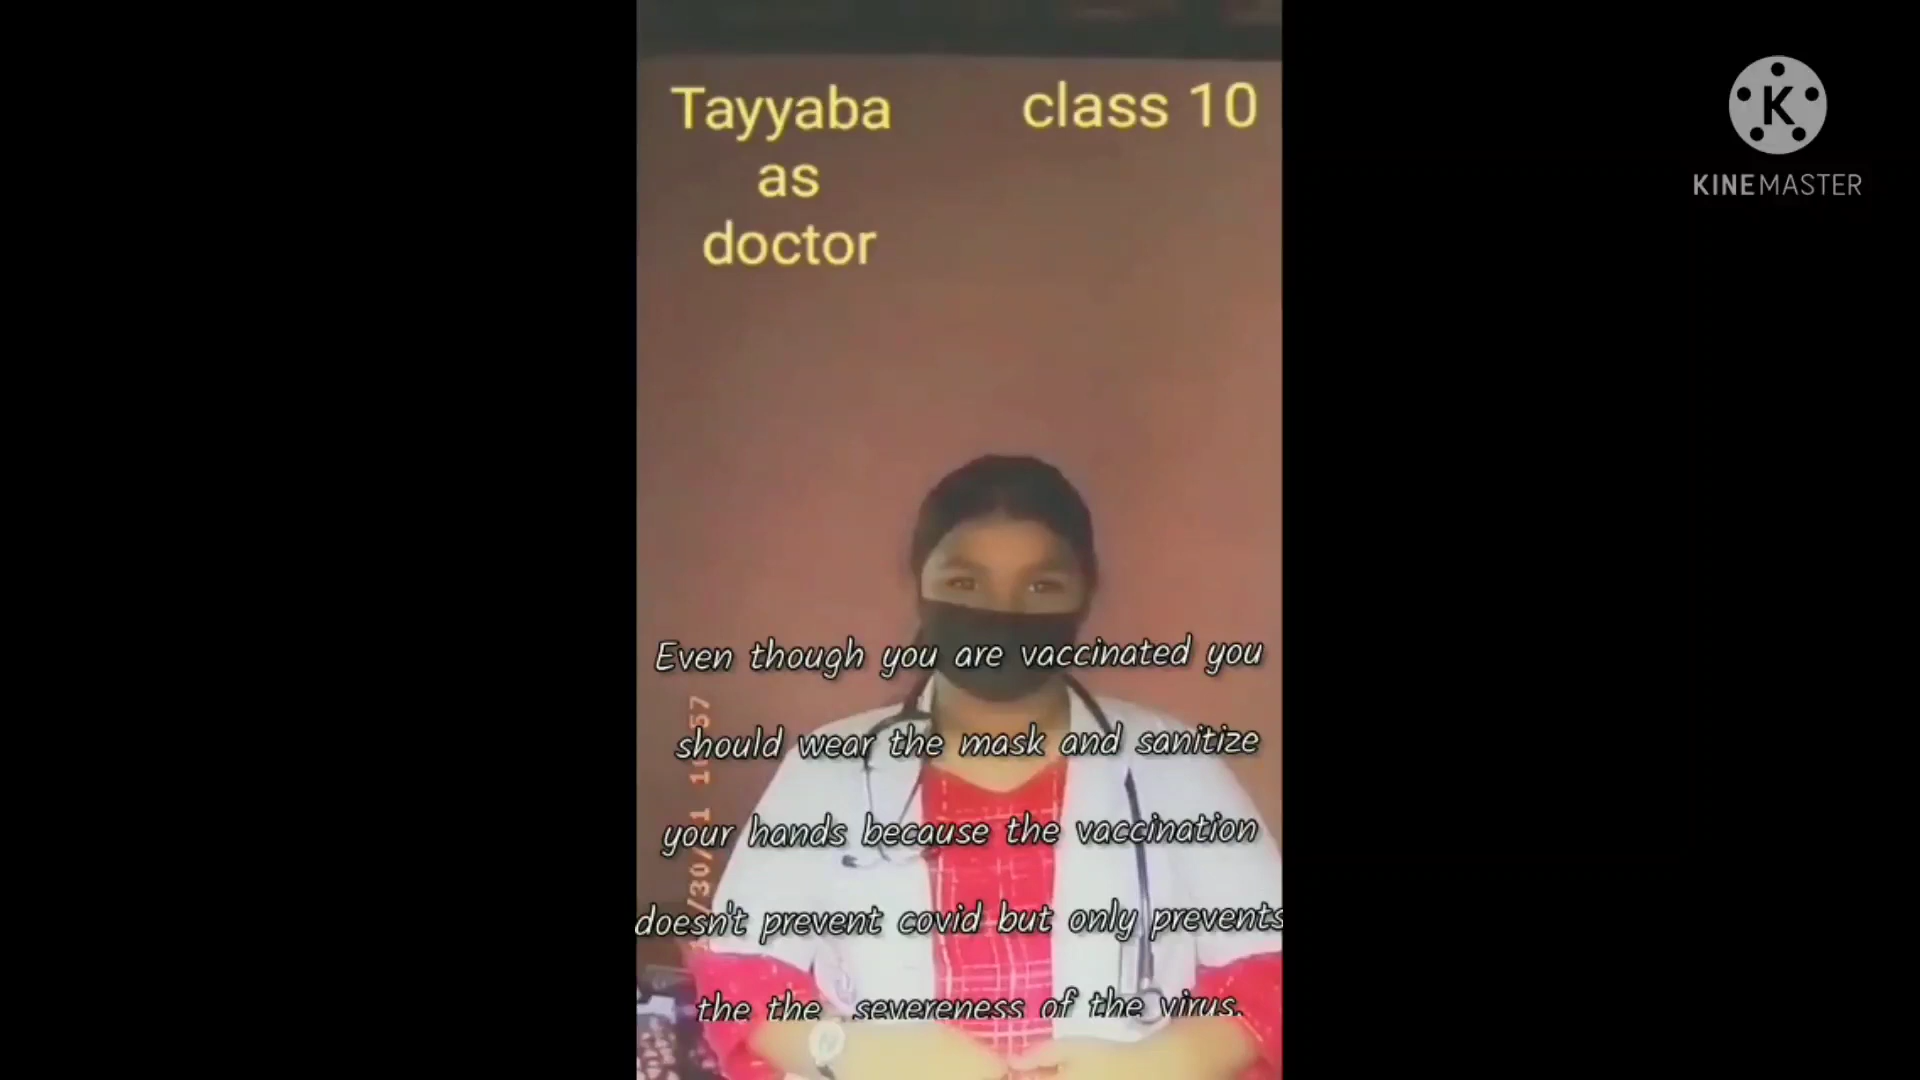 Tayyaba class 10
as
doctor
KINEMASTER
Even though you are vaccinated you
should wear the mask and sanitize
your hands because the vaccination
doesn't prevent covid but only prevents
the the severeness of the virus.